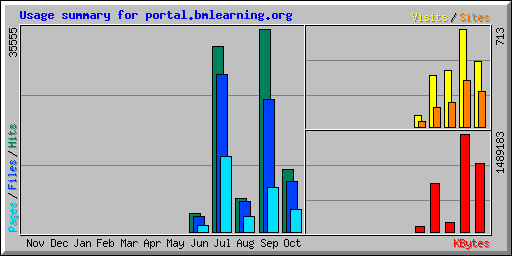 Usage summary for portal.bmlearning.org
Visits / Sites
35555
713
Pages / Files / Hits
1489183
Nov Dec Jan Feb Mar Apr May Jun Jul Aug Sep Oct
KBytes